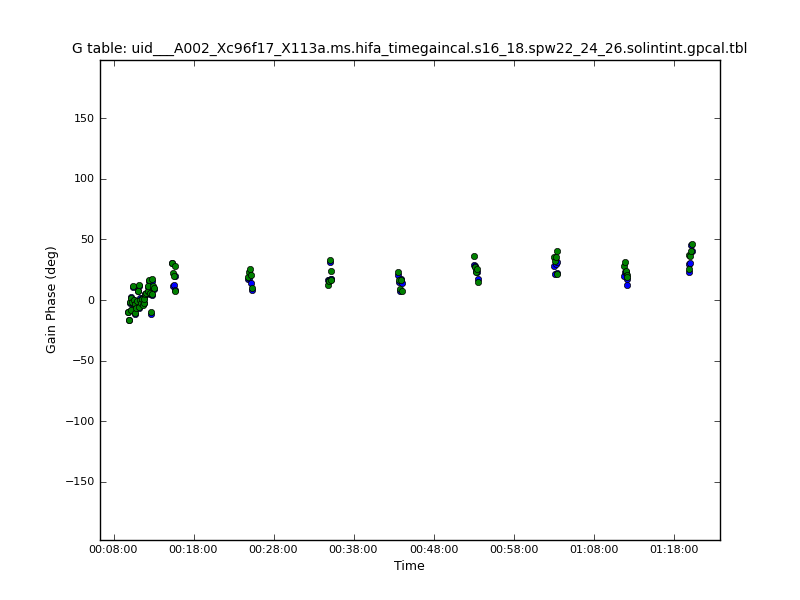 G table: uid___A002_Xc96f17_X113a.ms.hifa_timegaincal.s16_18.spw22_24_26.solintint.gpcal.tbl
Gain Phase (deg)
150
100
50
0
−50
−100
−150
00:08:00 00:18:00 00:28:00 00:38:00 00:48:00 00:58:00 01:08:00 01:18:00
Time